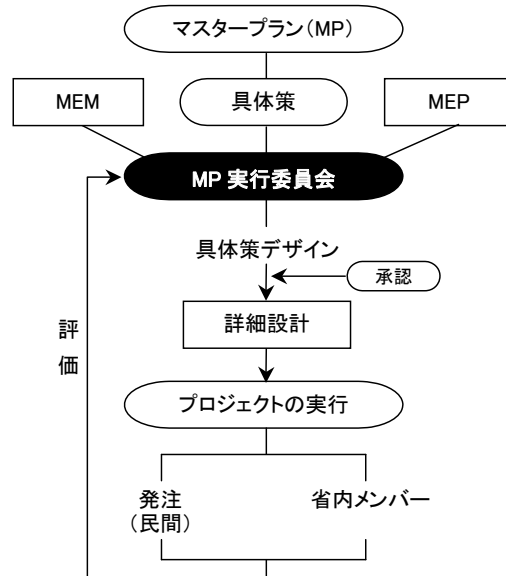 マスタープラン（MP）
MEM
具体策
MEP
MP 実行委員会
具体策デザイン
承認
詳細設計
評
価
プロジェクトの実行
発注
（民間）
省内メンバー